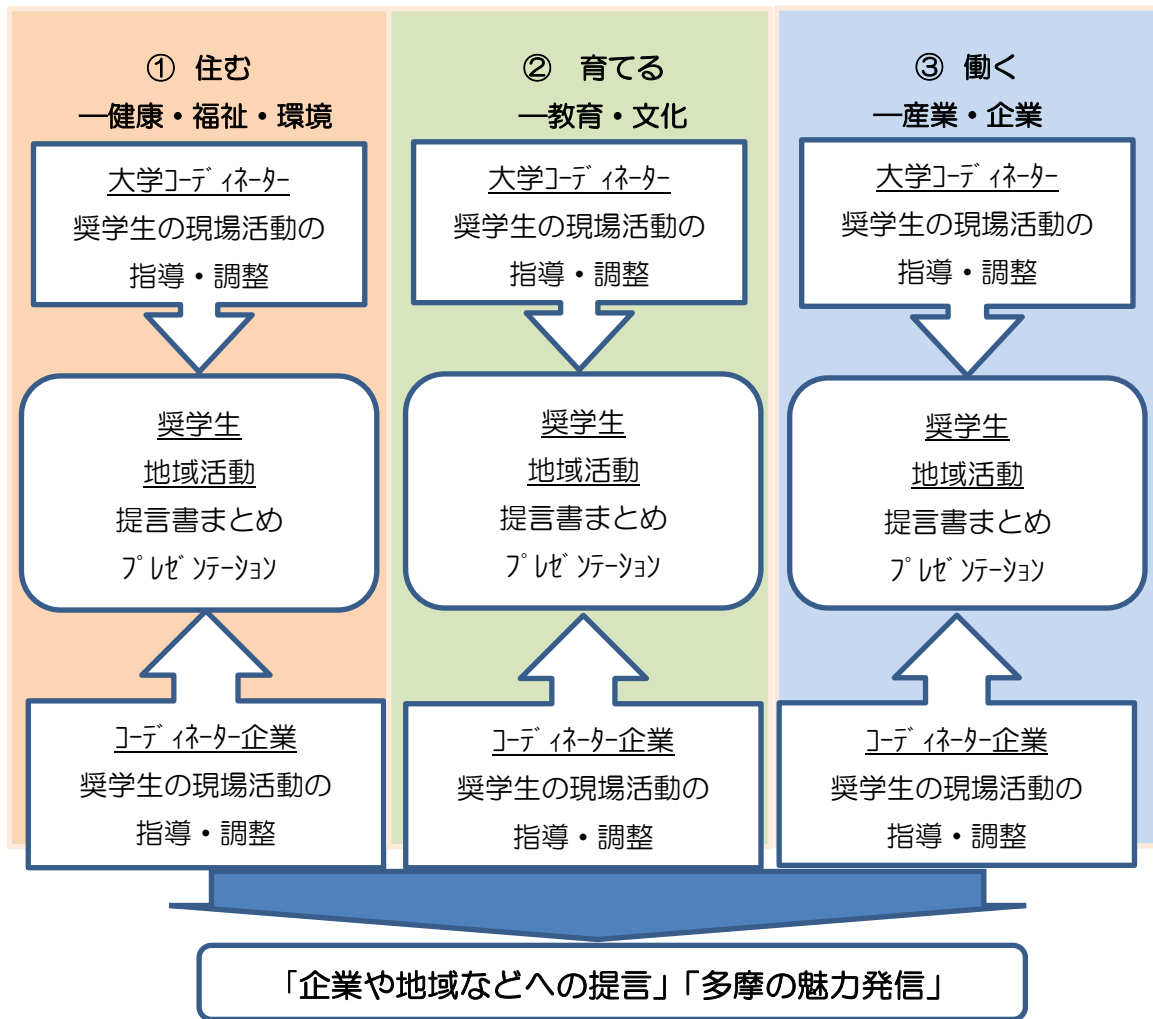 ① 住む
―健康・福祉・環境
大学ｺｰﾃﾞｨﾈｰﾀｰ
奨学生の現場活動の
指導・調整
奨学生
地域活動
提言書まとめ
ﾌﾟﾚｾﾞﾝﾃｰｼｮﾝ
ｺｰﾃﾞｨﾈｰﾀｰ企業
奨学生の現場活動の
指導・調整
② 育てる
―教育・文化
大学ｺｰﾃﾞｨﾈｰﾀｰ
奨学生の現場活動の
指導・調整
奨学生
地域活動
提言書まとめ
ﾌﾟﾚｾﾞﾝﾃｰｼｮﾝ
ｺｰﾃﾞｨﾈｰﾀｰ企業
奨学生の現場活動の
指導・調整
③ 働く
―産業・企業
大学ｺｰﾃﾞｨﾈｰﾀｰ
奨学生の現場活動の
指導・調整
奨学生
地域活動
提言書まとめ
ﾌﾟﾚｾﾞﾝﾃｰｼｮﾝ
ｺｰﾃﾞｨﾈｰﾀｰ企業
奨学生の現場活動の
指導・調整
「企業や地域などへの提言」「多摩の魅力発信」